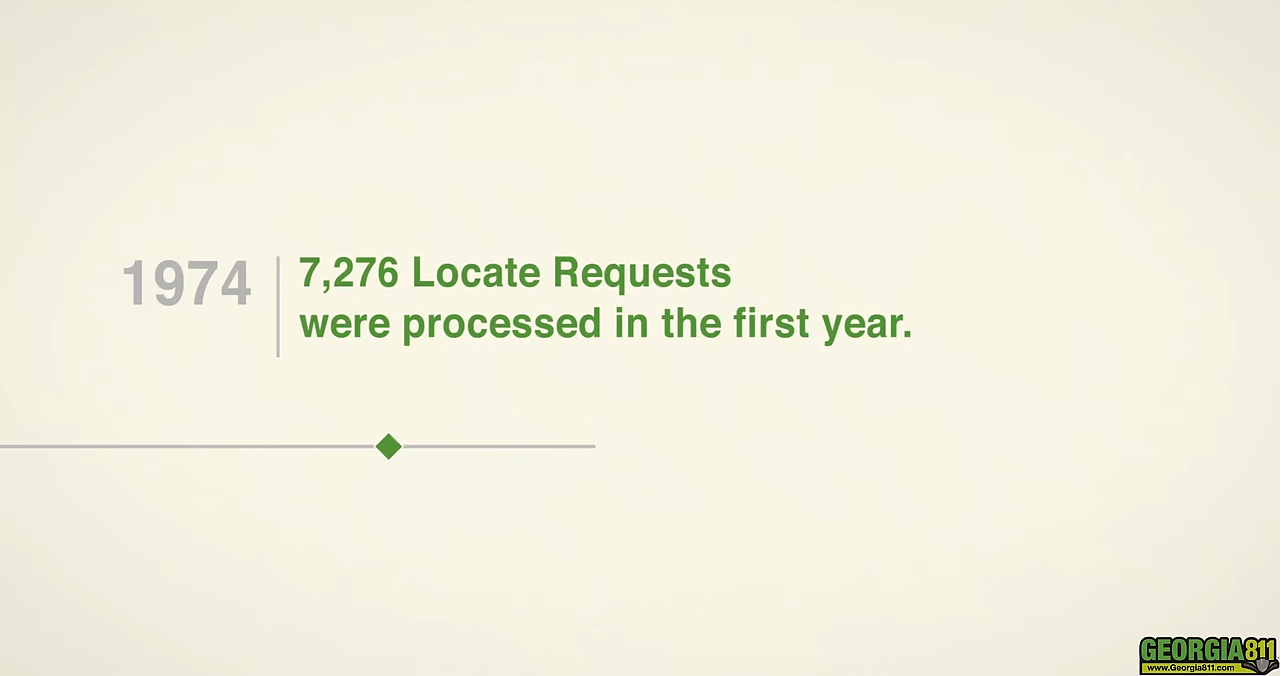 1974
7,276 Locate Requests
were processed in the first year.
GEORGIA811
www.Georgia811.com